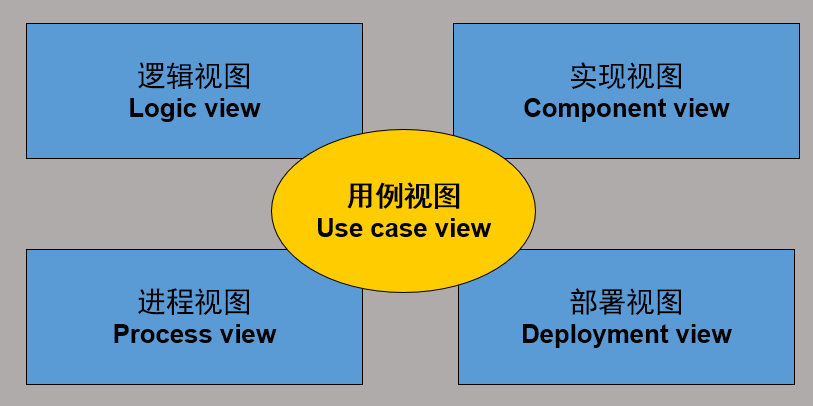 逻辑视图
Logic view
实现视图
Component view
用例视图
Use case view
进程视图
Process view
部署视图
Deployment view